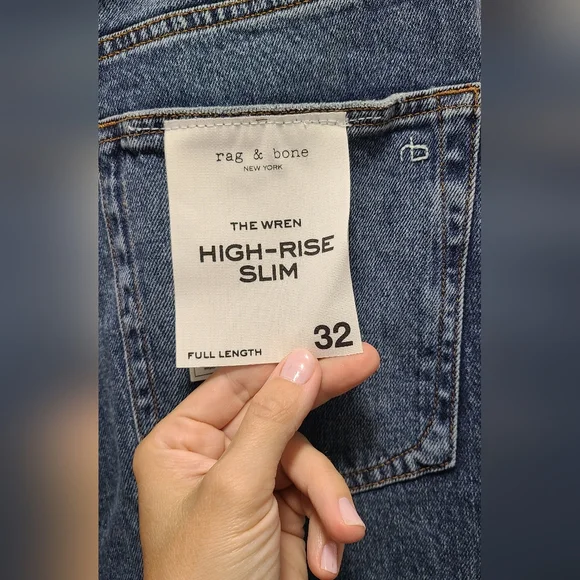 rag & bone
NEW YORK
THE WREN
HIGH-RISE
SLIM
FULL LENGTH
32